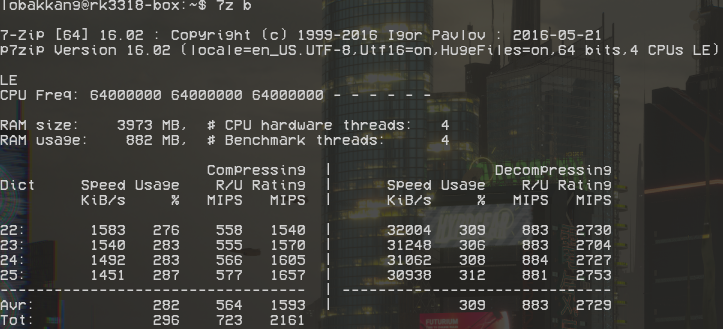 lobakkan9@rk3318-box:~$ 7z b
7-Zip [64] 16.02 : Copyright (c) 1999-2016 Igor Pavlov : 2016-05-21
p7zip Version 16.02 (locale=en_US.UTF-8,Utf16=on,HugeFiles=on,64 bits,4 CPUs LE)
LE
CPU Freq: 64000000 64000000 64000000 - - - - - -
RAM size:    3973 MB,  # CPU hardware threads:   4
RAM usage:    882 MB,  # Benchmark threads:      4
Compressing  |                  Decompressing
Dict     Speed Usage    R/U Rating  |      Speed Usage    R/U Rating
KiB/s     %   MIPS   MIPS  |      KiB/s     %   MIPS   MIPS
22:       1583   276    558   1540  |      32004   309    883   2730
23:       1540   283    555   1570  |      31248   306    883   2704
24:       1492   283    566   1605  |      31062   308    884   2727
25:       1451   287    577   1657  |      30938   312    881   2753
----------------------------------  | ------------------------------
Avr:             282    564   1593  |              309    883   2729
Tot:             296    723   2161